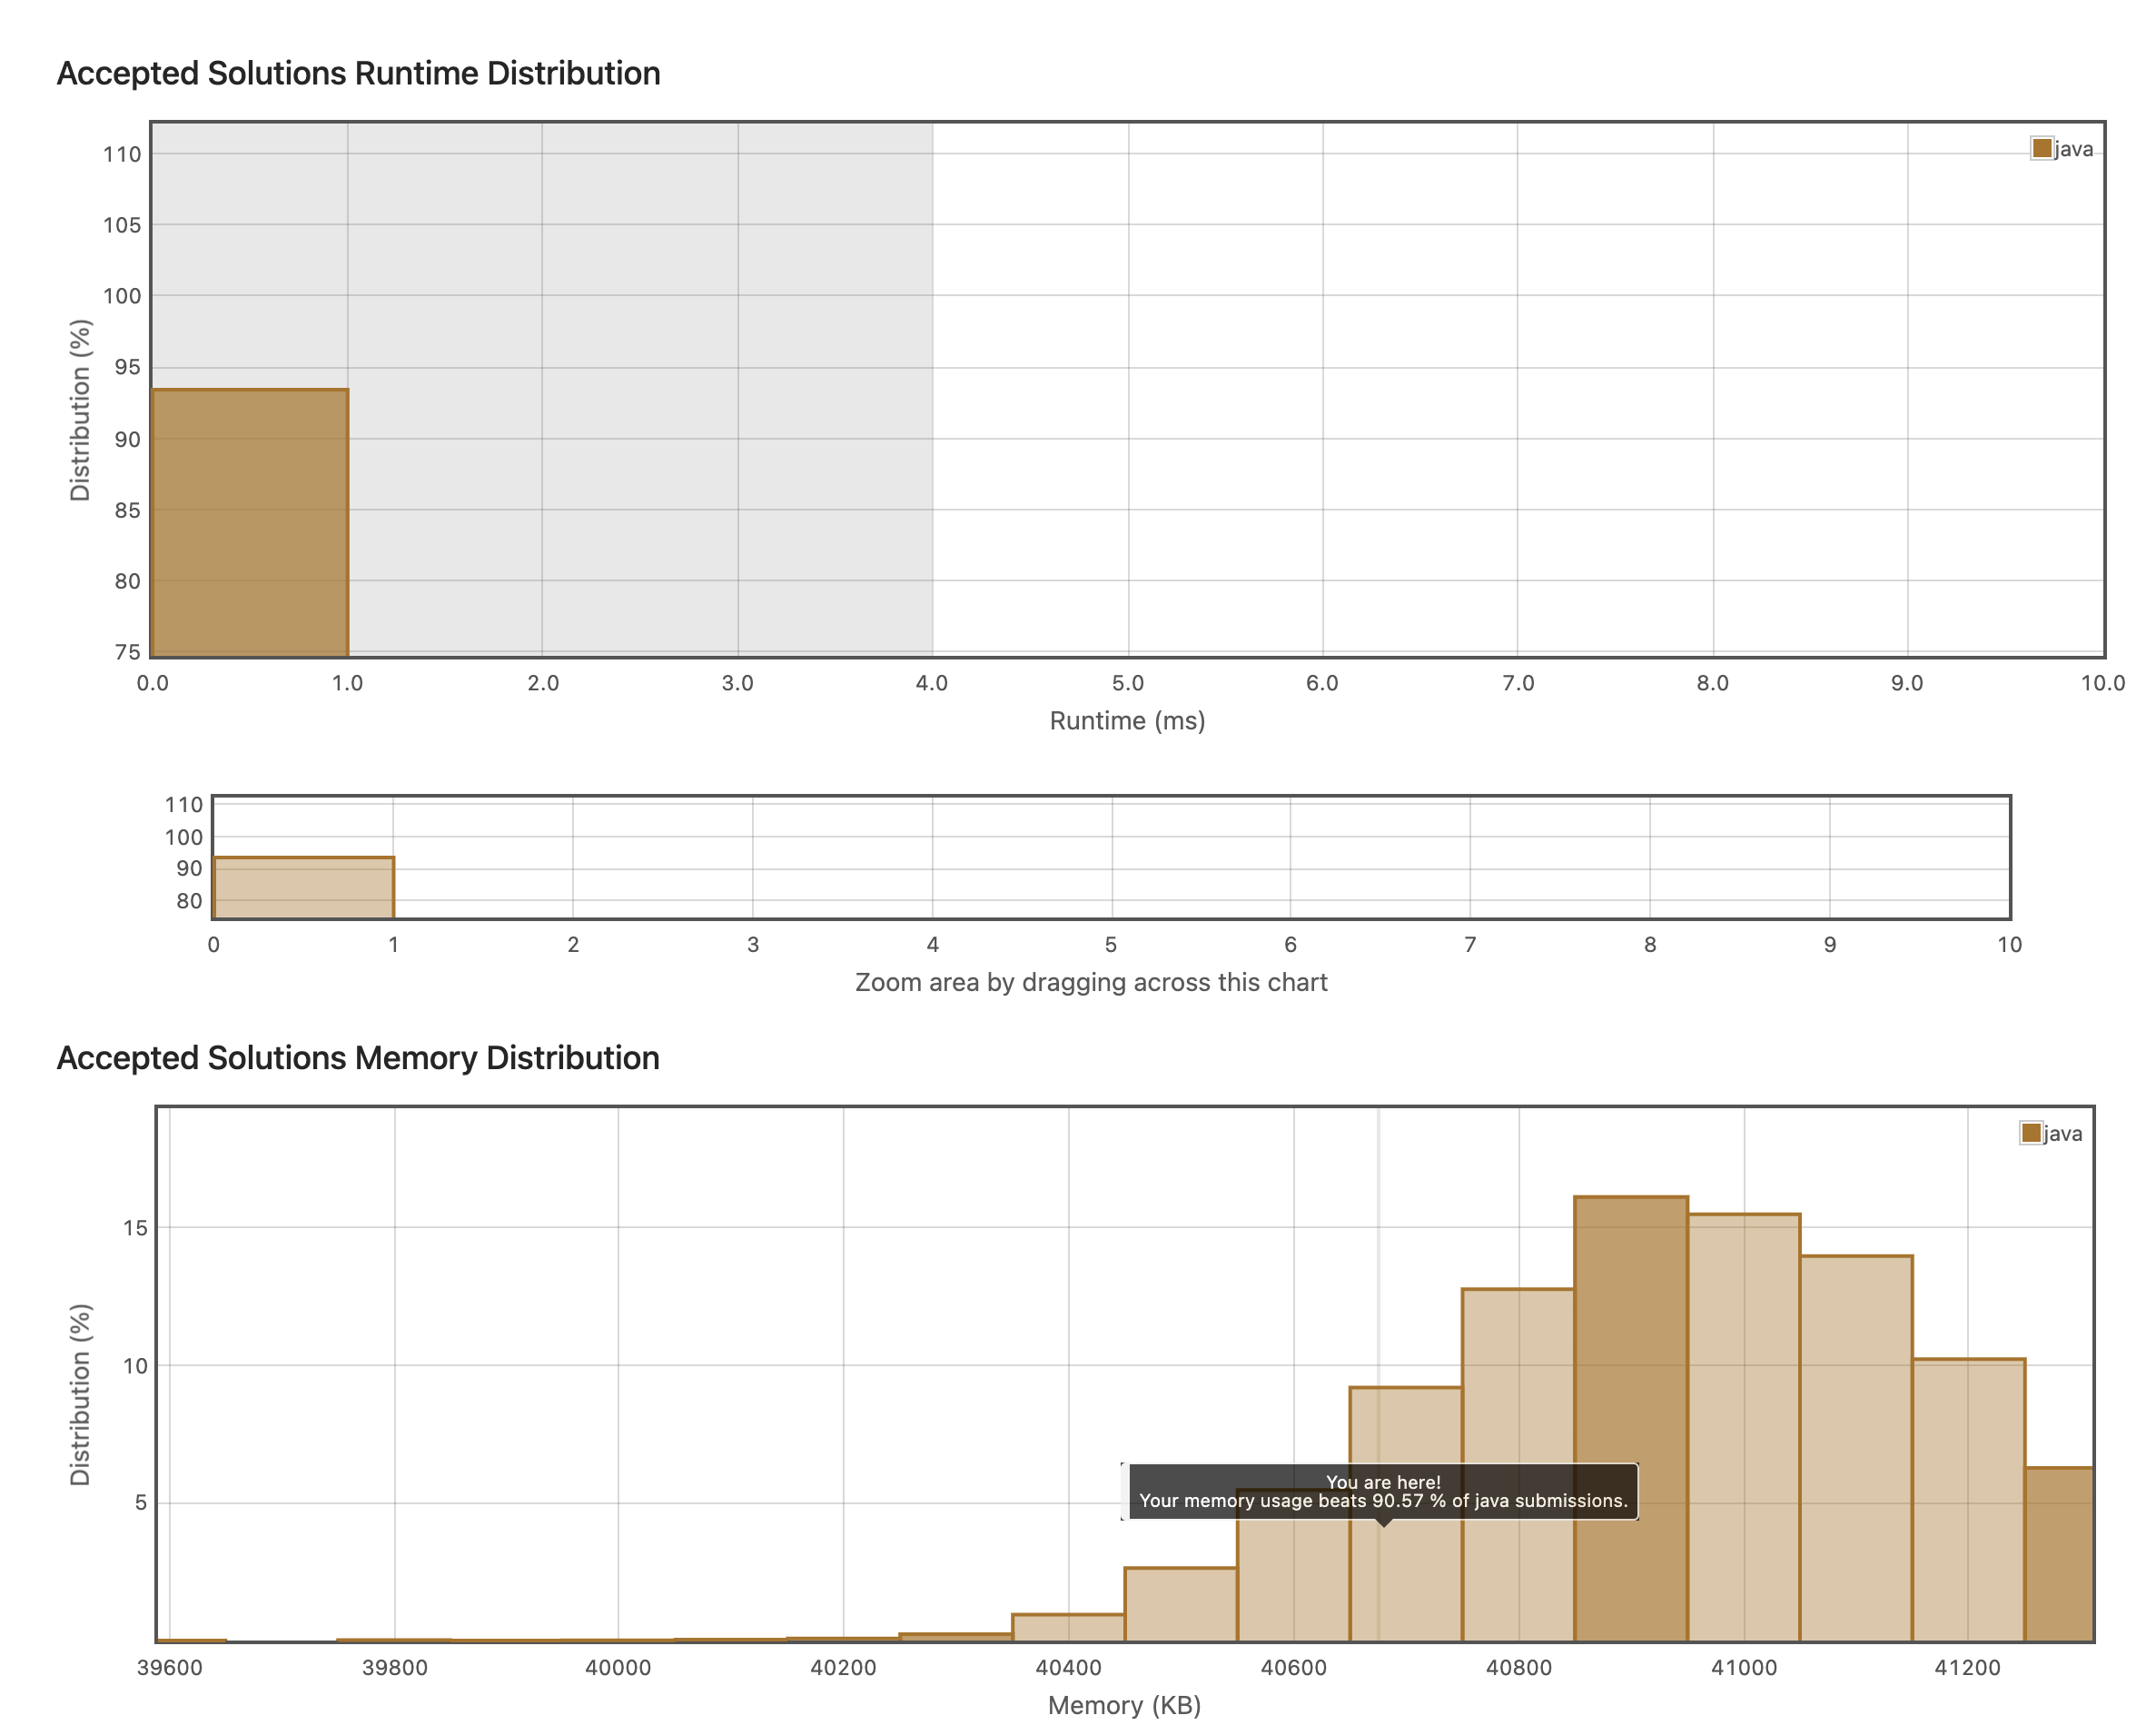 Accepted Solutions Runtime Distribution
110
java
105
100
95
90
85
80
75
Distribution (%)
0.0 1.0 2.0 3.0 4.0 5.0 6.0 7.0 8.0 9.0 10.0
Runtime (ms)
110
100
90
80
0 1 2 3 4 5 6 7 8 9 10
Zoom area by dragging across this chart
Accepted Solutions Memory Distribution
java
15
10
5
Distribution (%)
You are here!
Your memory usage beats 90.57 % of java submissions.
39600 39800 40000 40200 40400 40600 40800 41000 41200
Memory (KB)